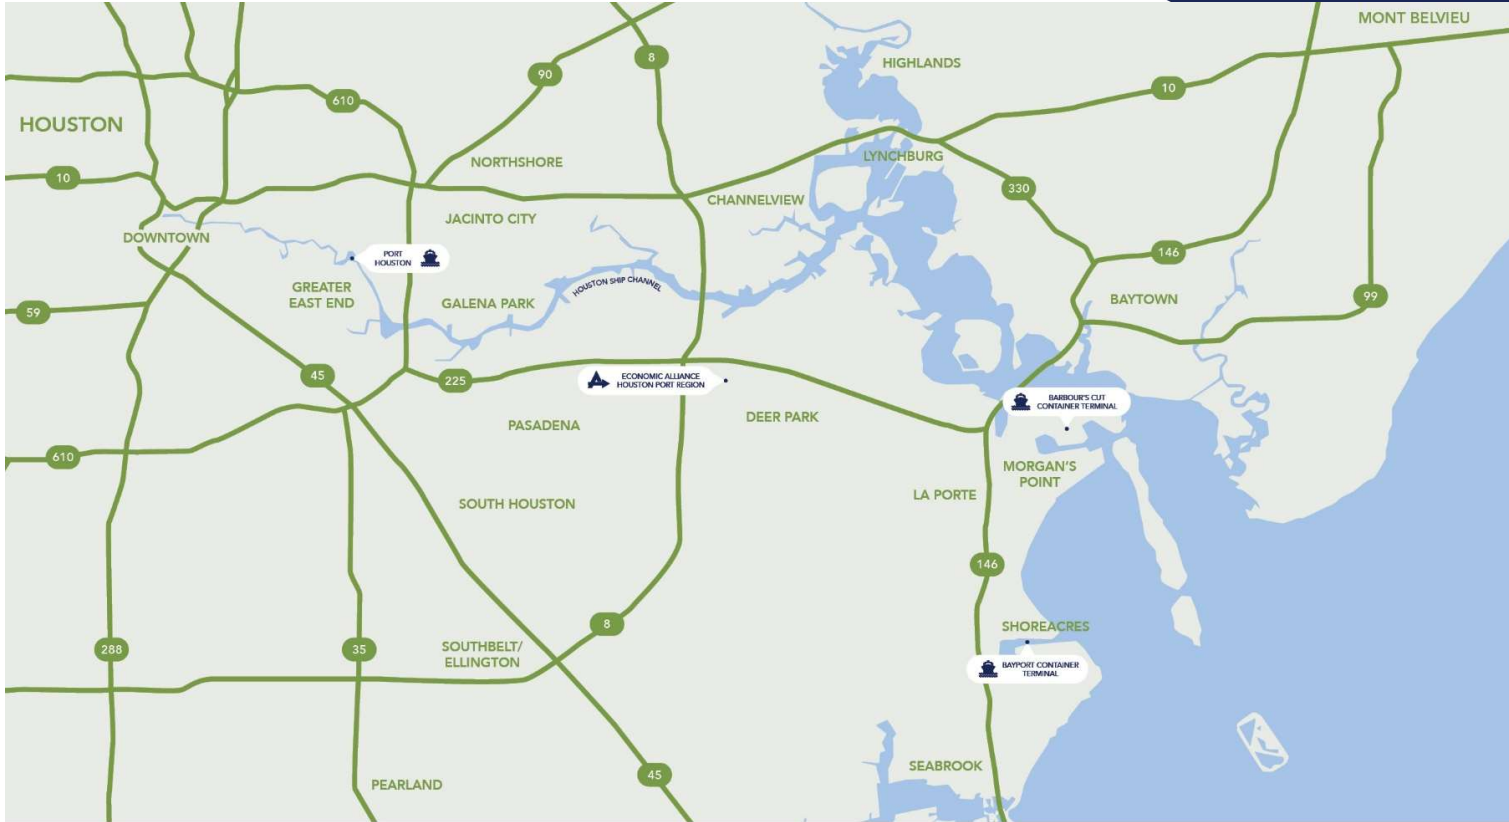 MONT BELVIEU
HIGHLANDS
8
90
10
610
HOUSTON
LYNCHBURG
NORTHSHORE
10
330
CHANNELVIEW
JACINTO CITY
DOWNTOWN
146
PORT
HOUSTON
HOUSTON SHIP CHANNEL
GREATER
EAST END
GALENA PARK
BAYTOWN
99
59
45
225
ECONOMIC ALLIANCE
HOUSTON PORT REGION
BARBOUR'S CUT
CONTAINER TERMINAL
DEER PARK
PASADENA
610
MORGAN'S
POINT
LA PORTE
SOUTH HOUSTON
146
8
SHOREACRES
288
35
SOUTHBELT/
ELLINGTON
BAYPORT CONTAINER
TERMINAL
SEABROOK
45
PEARLAND